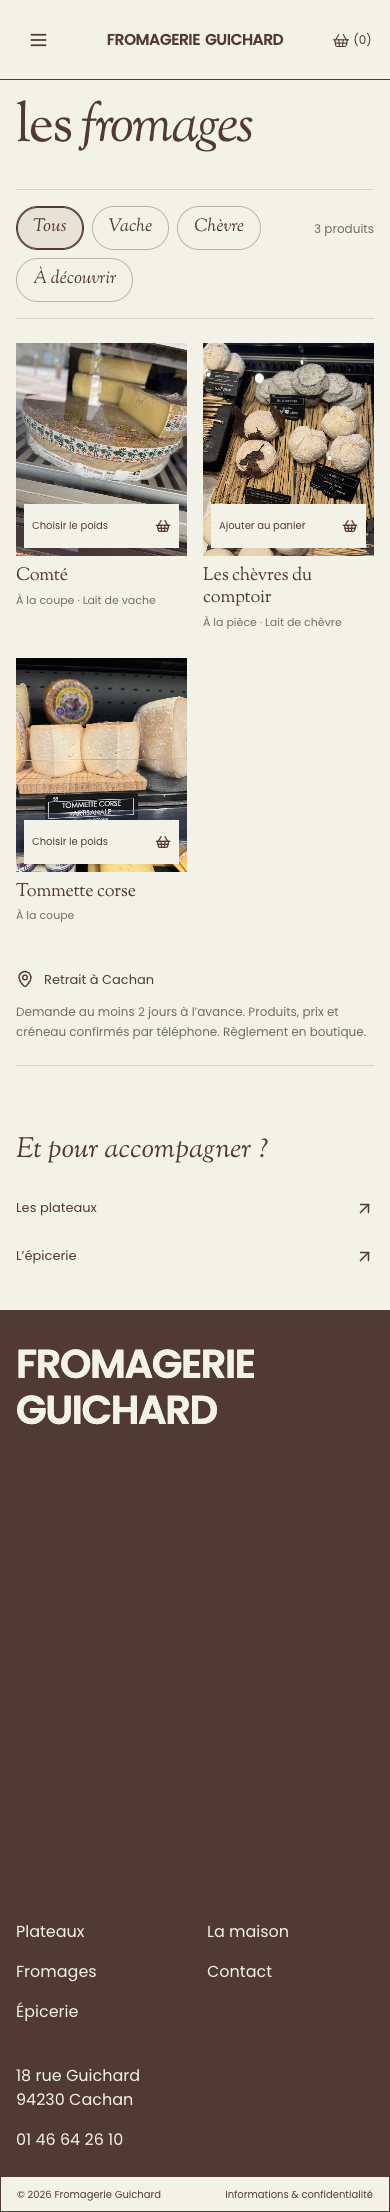 FROMAGERIE GUICHARD
(0)
les fromages
Tous
Vache
Chèvre
3 produits
À découvrir
Choisir le poids
Ajouter au panier
Comté
À la coupe · Lait de vache
Les chèvres du
comptoir
À la pièce · Lait de chèvre
TOMMETTE CORSE
ARTISANALE
Choisir le poids
Tommette corse
À la coupe
Retrait à Cachan
Demande au moins 2 jours à l’avance. Produits, prix et
créneau confirmés par téléphone. Règlement en boutique.
Et pour accompagner ?
Les plateaux
L’épicerie
FROMAGERIE
GUICHARD
Plateaux
La maison
Fromages
Contact
Épicerie
18 rue Guichard
94230 Cachan
01 46 64 26 10
© 2026 Fromagerie Guichard
Informations & confidentialité